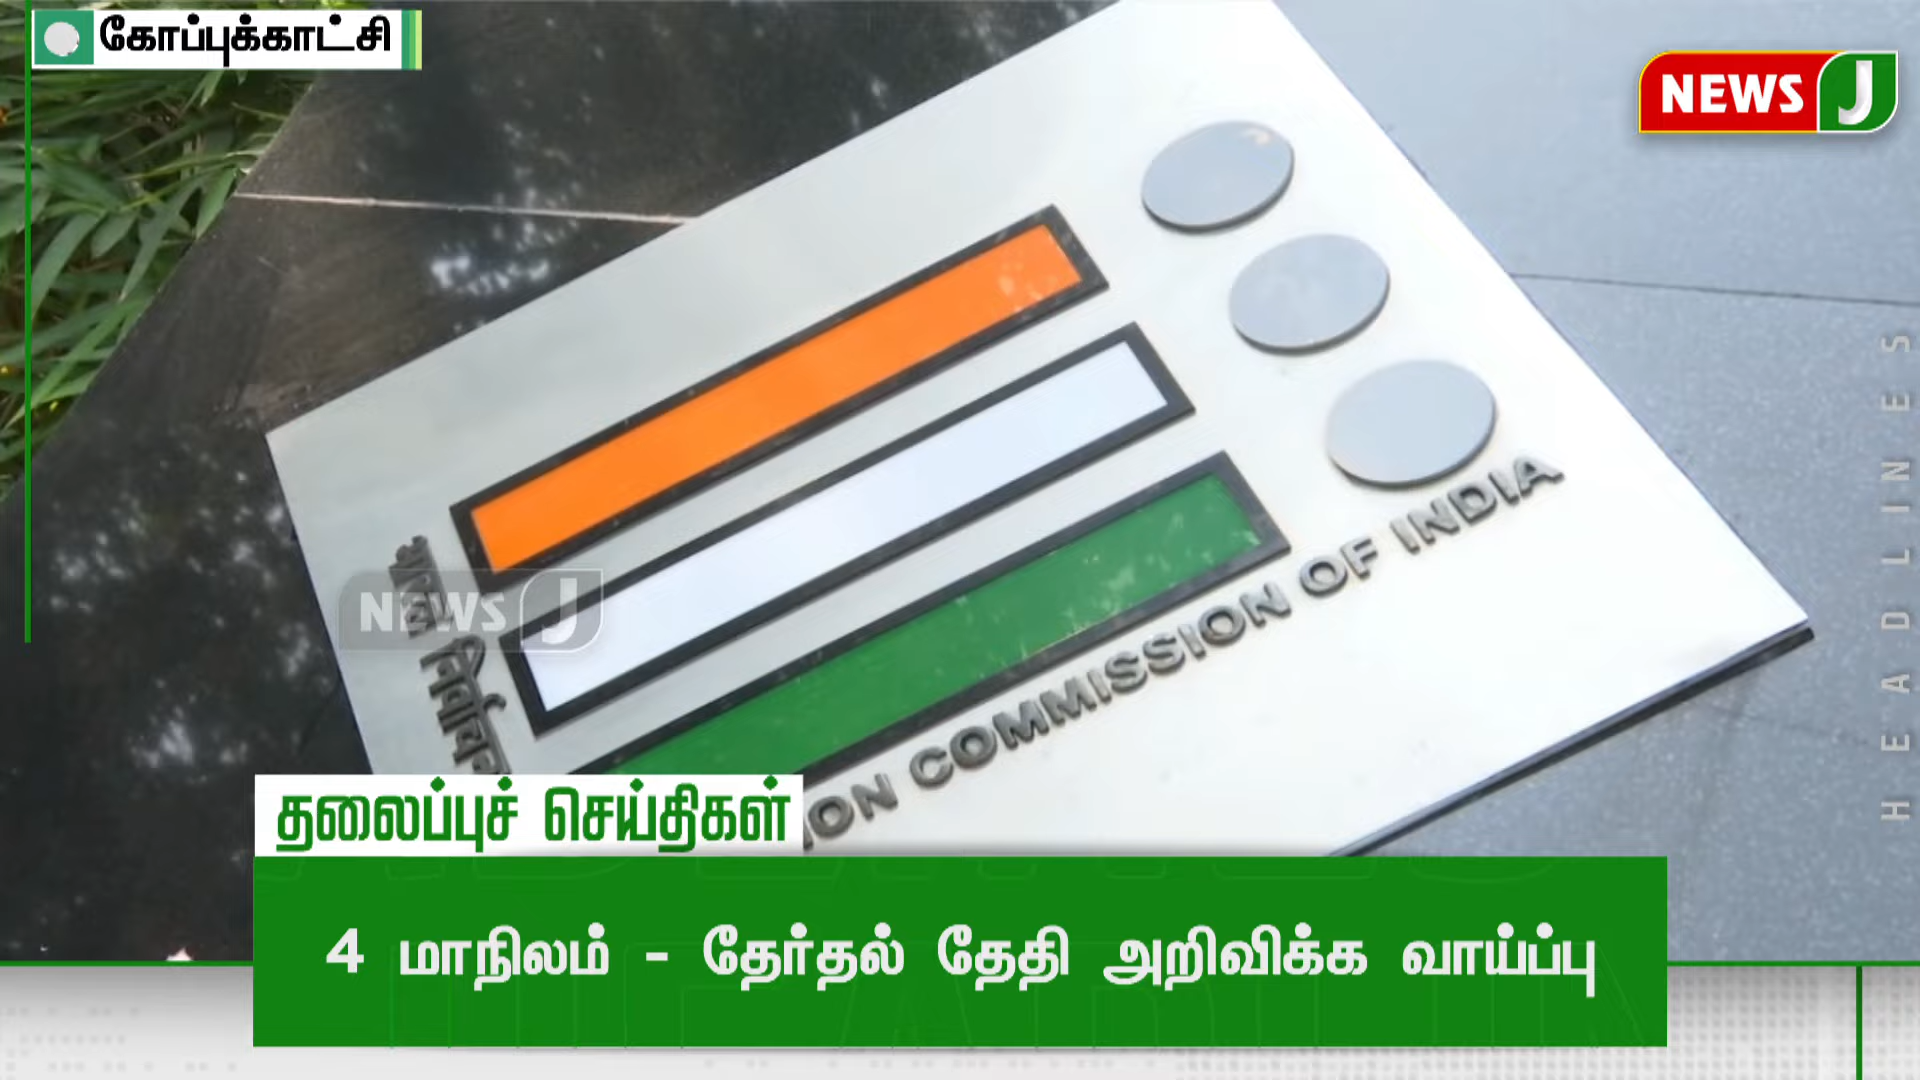 கோப்புக்காட்சி
NEWS J
HEADLINES
NEWS J
COMMISSION OF INDIA
தலைப்புச் செய்திகள்
4 மாநிலம் - தேர்தல் தேதி அறிவிக்க வாய்ப்பு